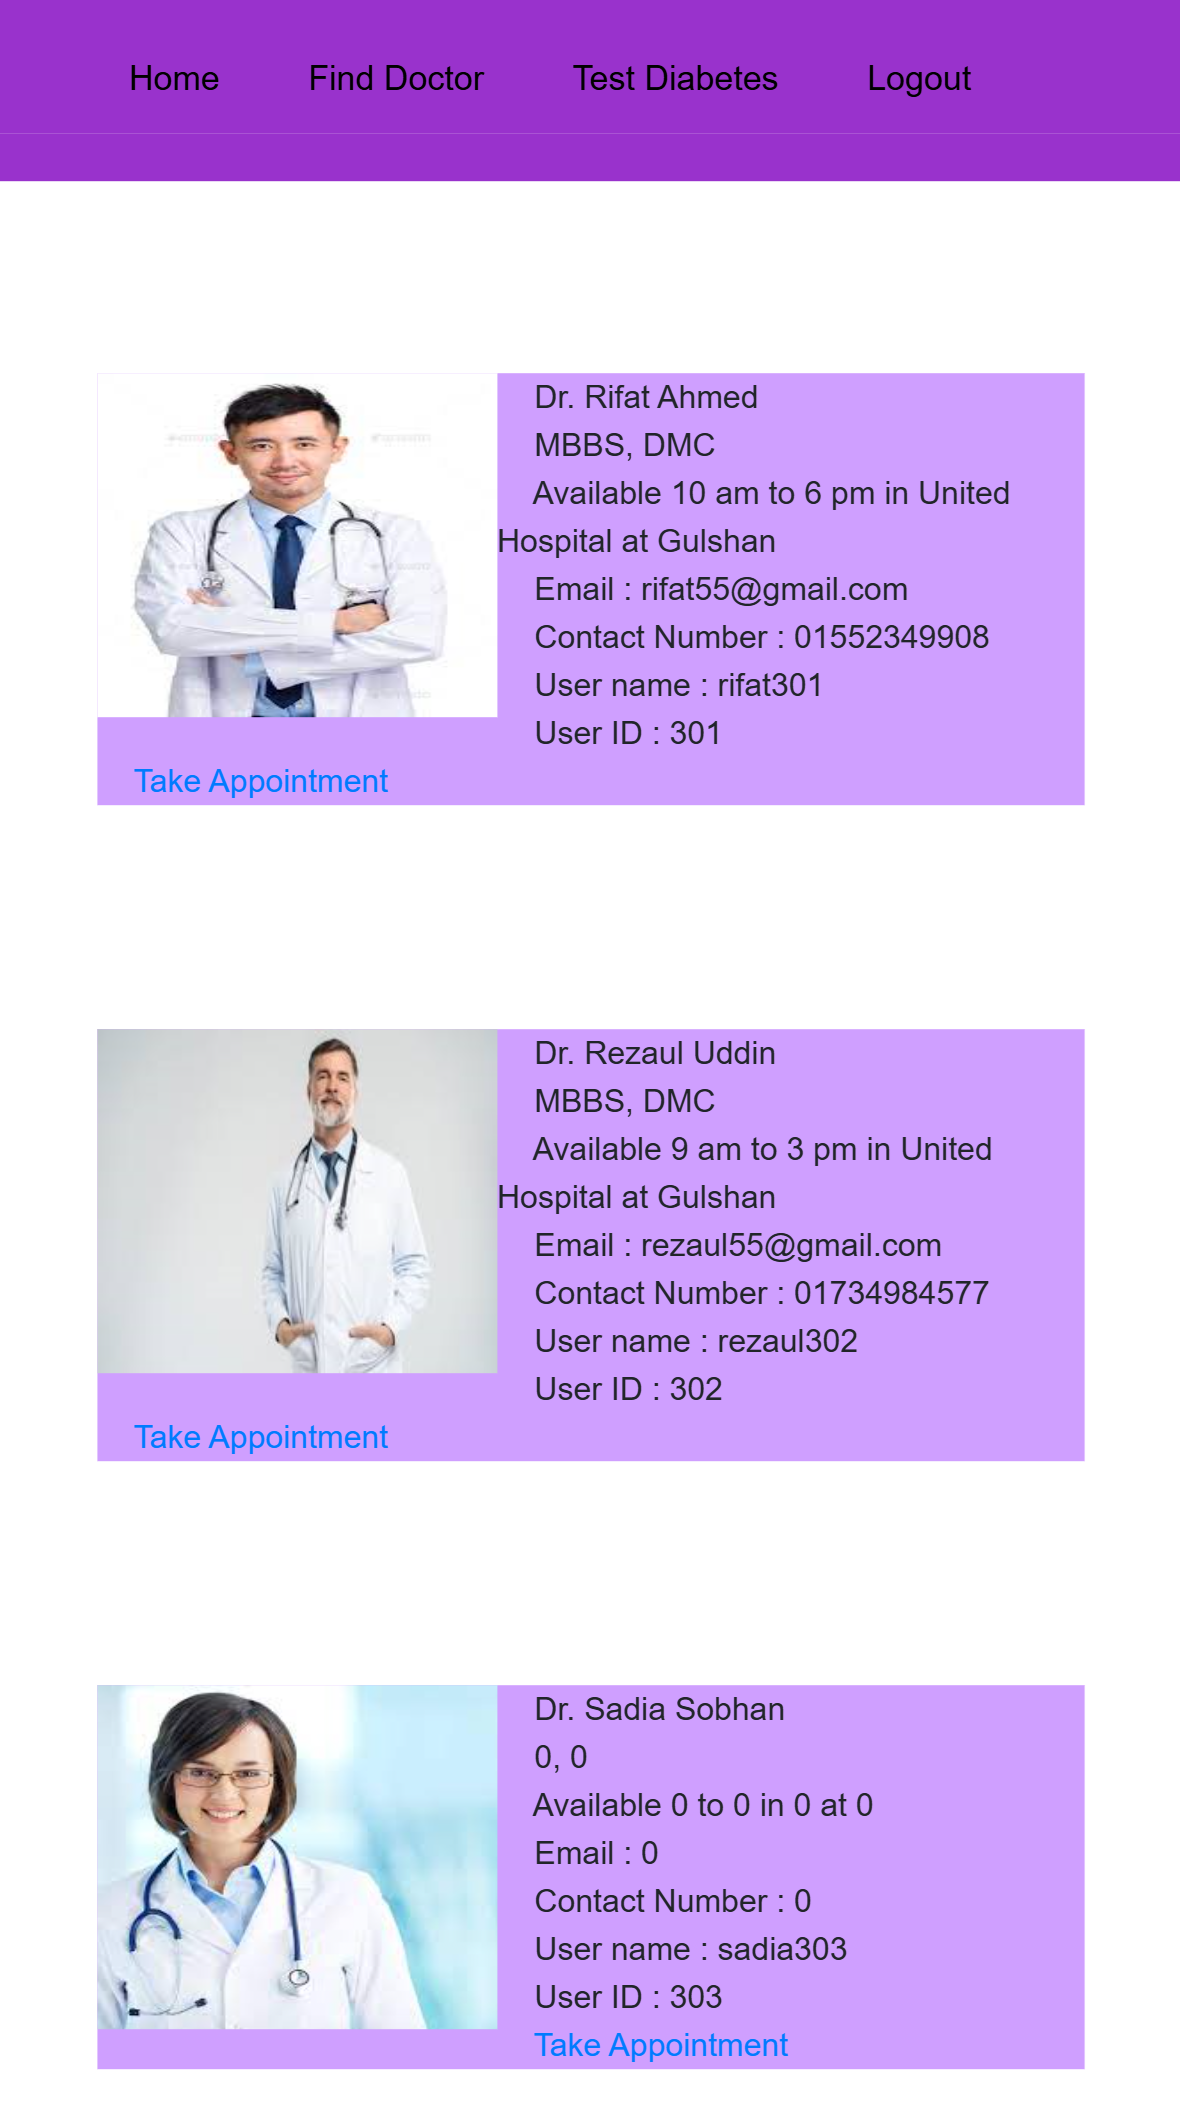 Home Find Doctor Test Diabetes Logout
Dr. Rifat Ahmed
MBBS, DMC
Available 10 am to 6 pm in United
Hospital at Gulshan
Email : rifat55@gmail.com
Contact Number : 01552349908
User name : rifat301
User ID : 301
Take Appointment
Dr. Rezaul Uddin
MBBS, DMC
Available 9 am to 3 pm in United
Hospital at Gulshan
Email : rezaul55@gmail.com
Contact Number : 01734984577
User name : rezaul302
User ID : 302
Take Appointment
Dr. Sadia Sobhan
0, 0
Available 0 to 0 in 0 at 0
Email : 0
Contact Number : 0
User name : sadia303
User ID : 303
Take Appointment